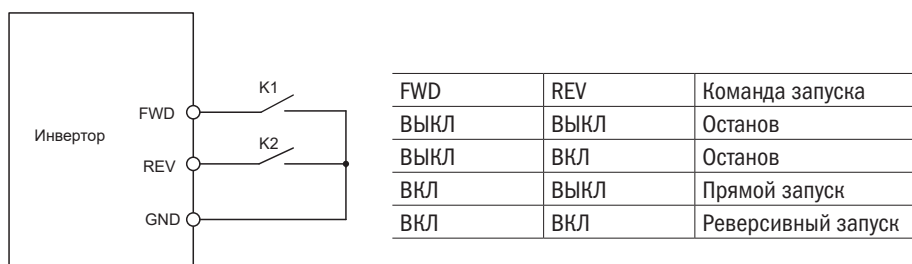 Инвертор
FWD
K1
REV
K2
GND
FWD REV Команда запуска
ВЫКЛ ВЫКЛ Останов
ВЫКЛ ВКЛ Останов
ВКЛ ВЫКЛ Прямой запуск
ВКЛ ВКЛ Реверсивный запуск